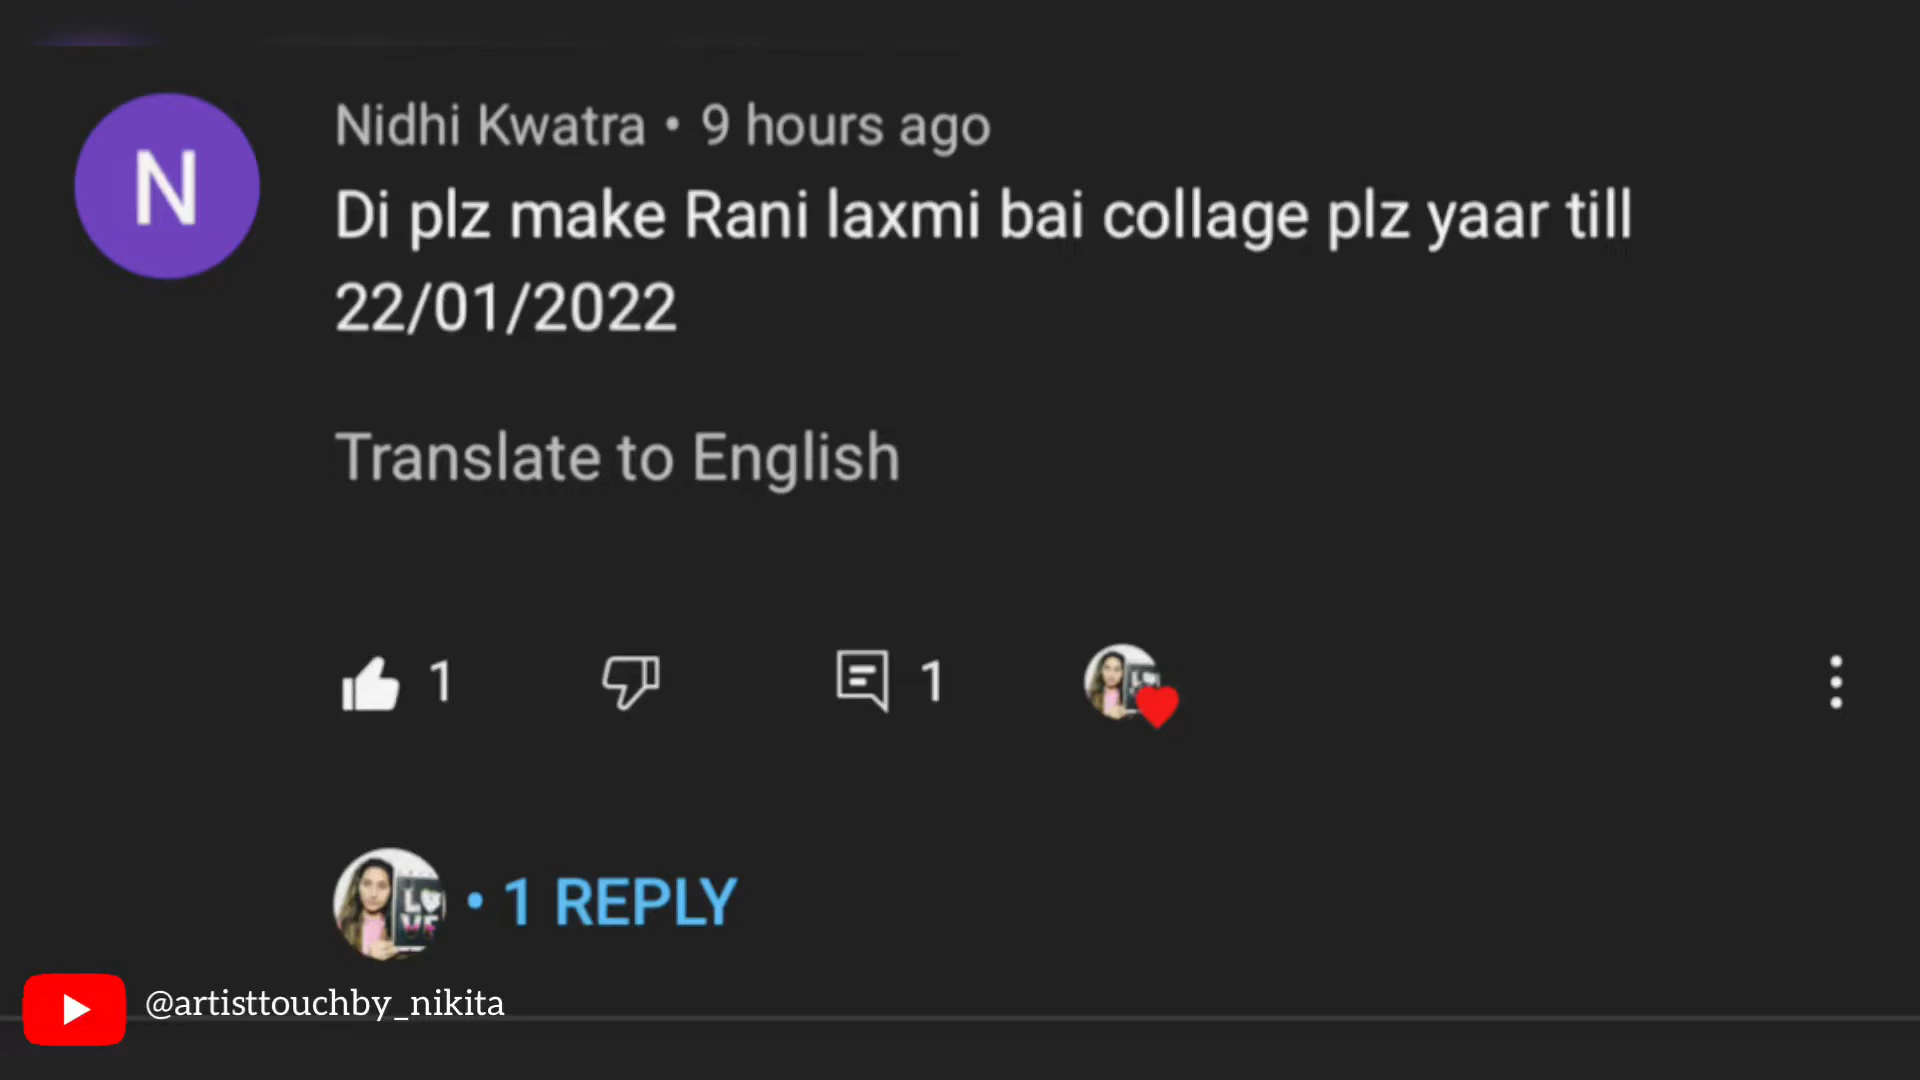 N
Nidhi Kwatra • 9 hours ago
Di plz make Rani laxmi bai collage plz yaar till
22/01/2022
Translate to English
1
1
LOVE
• 1 REPLY
@artisttouchby_nikita